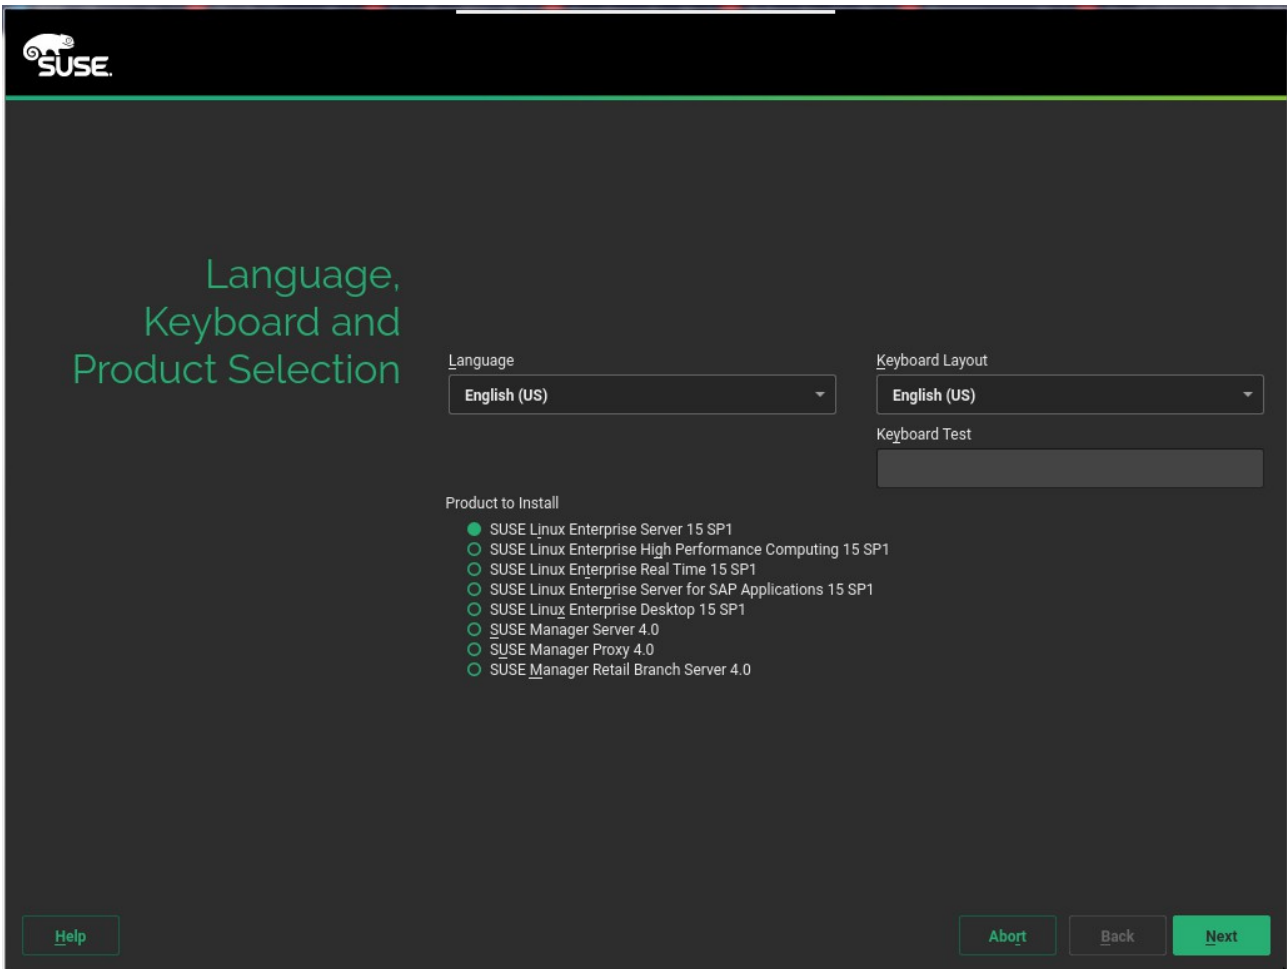 SUSE.
Language,
Keyboard and
Product Selection
Language
Keyboard Layout
English (US)
English (US)
Keyboard Test
Product to Install
SUSE Linux Enterprise Server 15 SP1
SUSE Linux Enterprise High Performance Computing 15 SP1
SUSE Linux Enterprise Real Time 15 SP1
SUSE Linux Enterprise Server for SAP Applications 15 SP1
SUSE Linux Enterprise Desktop 15 SP1
SUSE Manager Server 4.0
SUSE Manager Proxy 4.0
SUSE Manager Retail Branch Server 4.0
Help
Abort
Back
Next